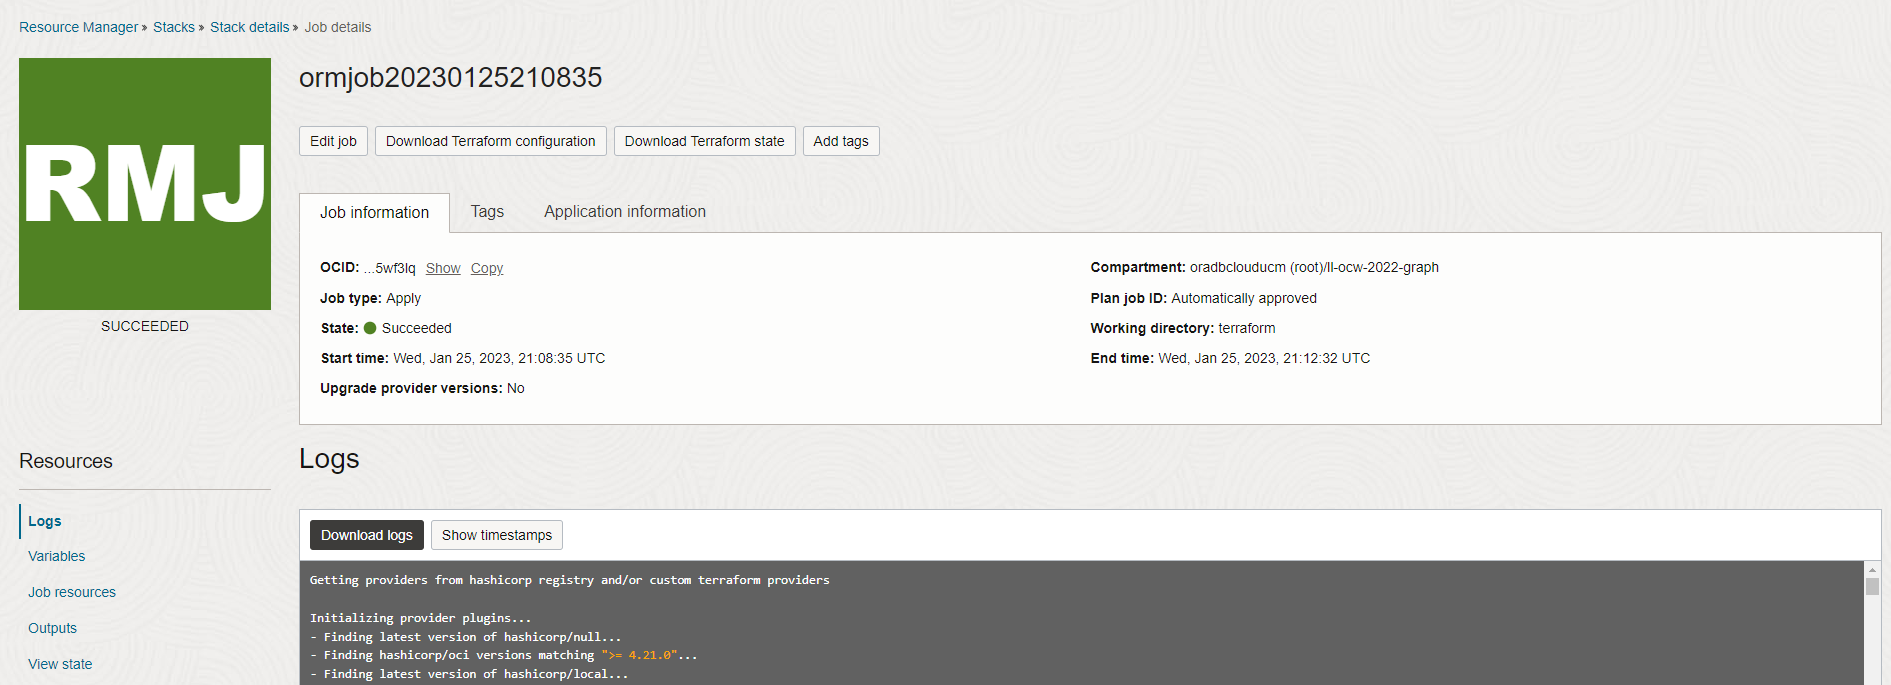 Resource Manager » Stacks » Stack details » Job details
RMJ
SUCCEEDED
ormjob20230125210835
Edit job
Download Terraform configuration
Download Terraform state
Add tags
Job information
Tags
Application information
OCID: ...5wf3lq Show Copy
Job type: Apply
State: Succeeded
Start time: Wed, Jan 25, 2023, 21:08:35 UTC
Upgrade provider versions: No
Compartment: oradbclouducm (root)/ll-ocw-2022-graph
Plan job ID: Automatically approved
Working directory: terraform
End time: Wed, Jan 25, 2023, 21:12:32 UTC
Resources
Logs
Variables
Job resources
Outputs
View state
Logs
Download logs
Show timestamps
Getting providers from hashicorp registry and/or custom terraform providers
Initializing provider plugins...
- Finding latest version of hashicorp/null...
- Finding hashicorp/oci versions matching ">= 4.21.0"...
- Finding latest version of hashicorp/local...